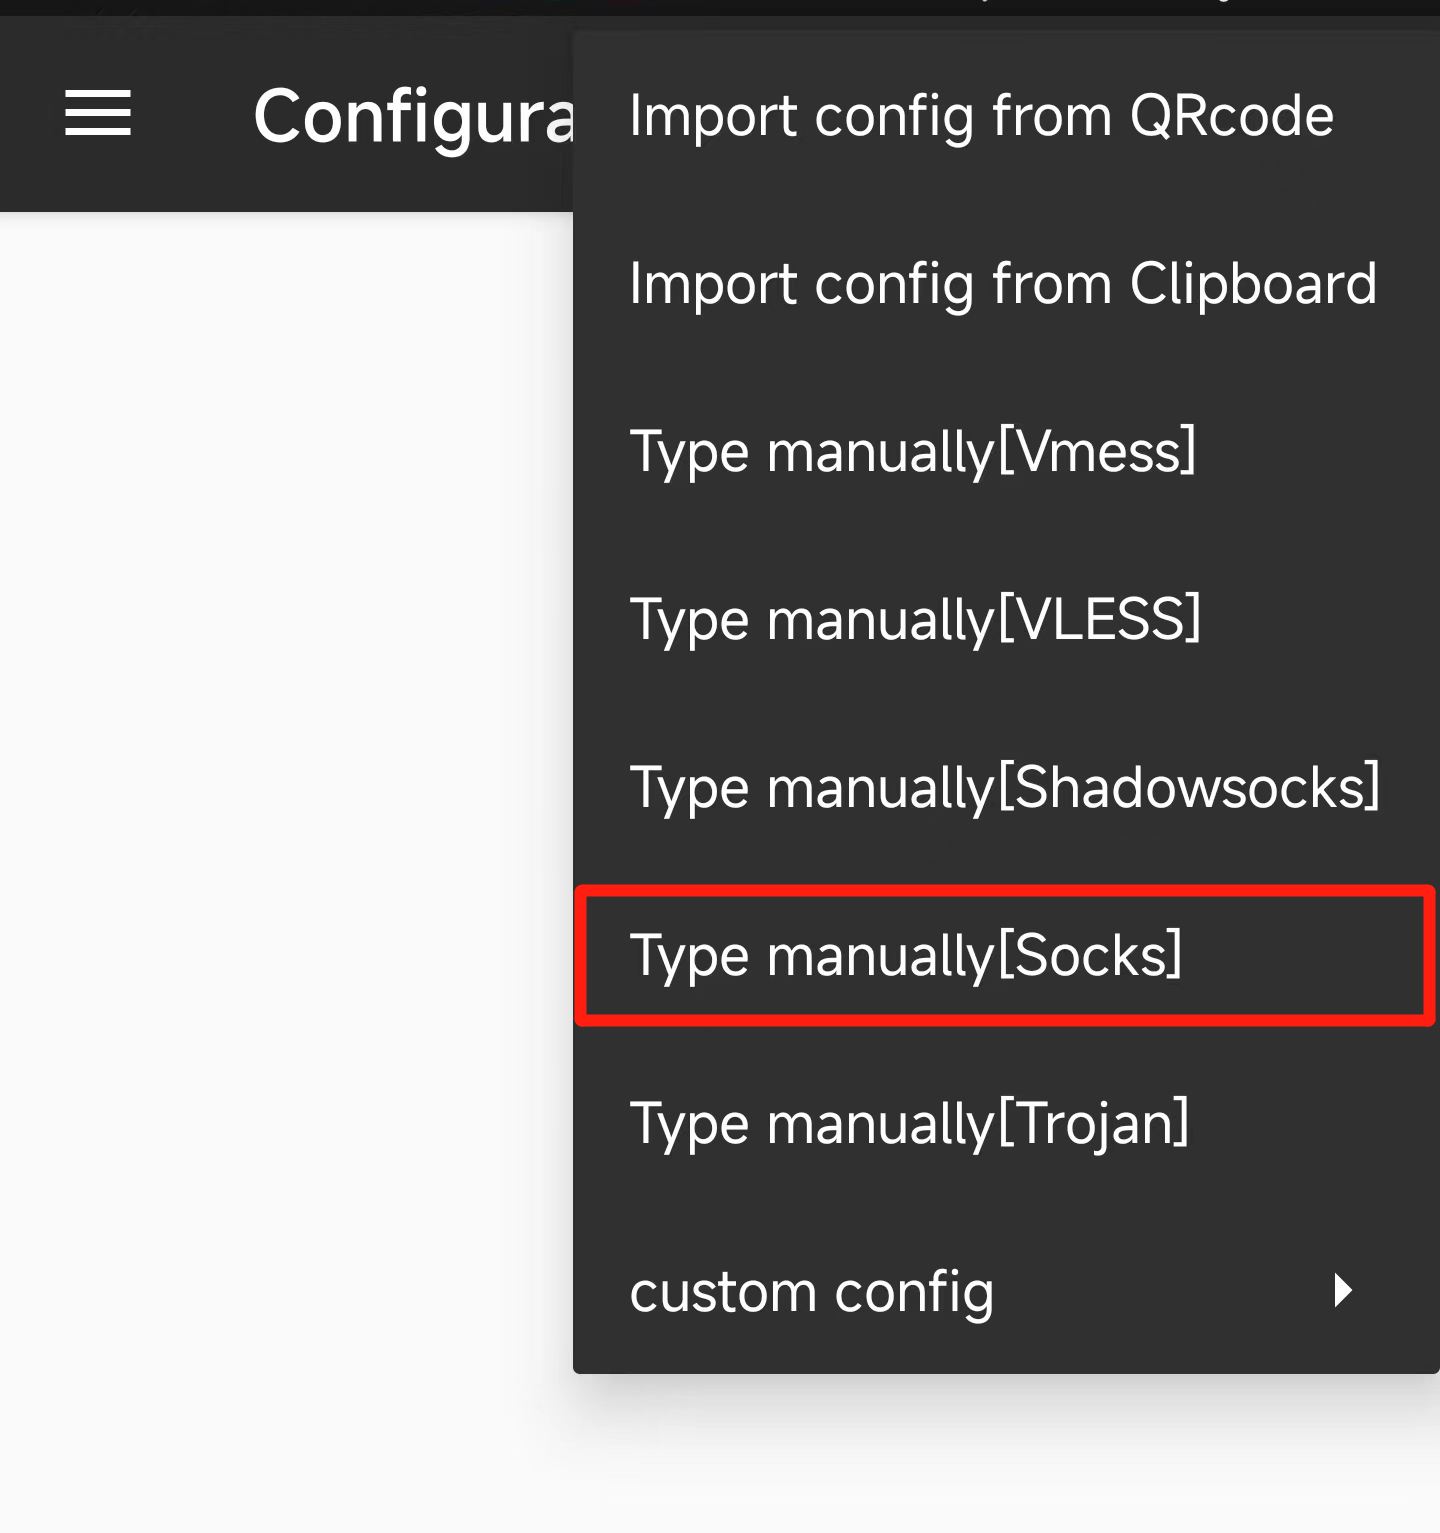 Configura
Import config from QRcode
Import config from Clipboard
Type manually[Vmess]
Type manually[VLESS]
Type manually[Shadowsocks]
Type manually[Socks]
Type manually[Trojan]
custom config